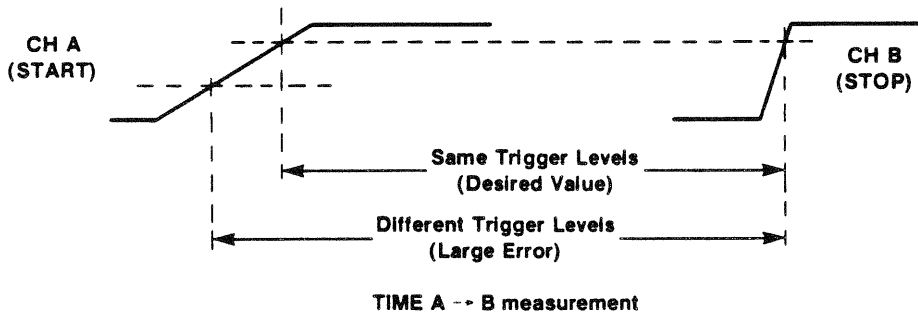 CH A
(START)
CH B
(STOP)
Same Trigger Levels
(Desired Value)
Different Trigger Levels
(Large Error)
TIME A → B measurement